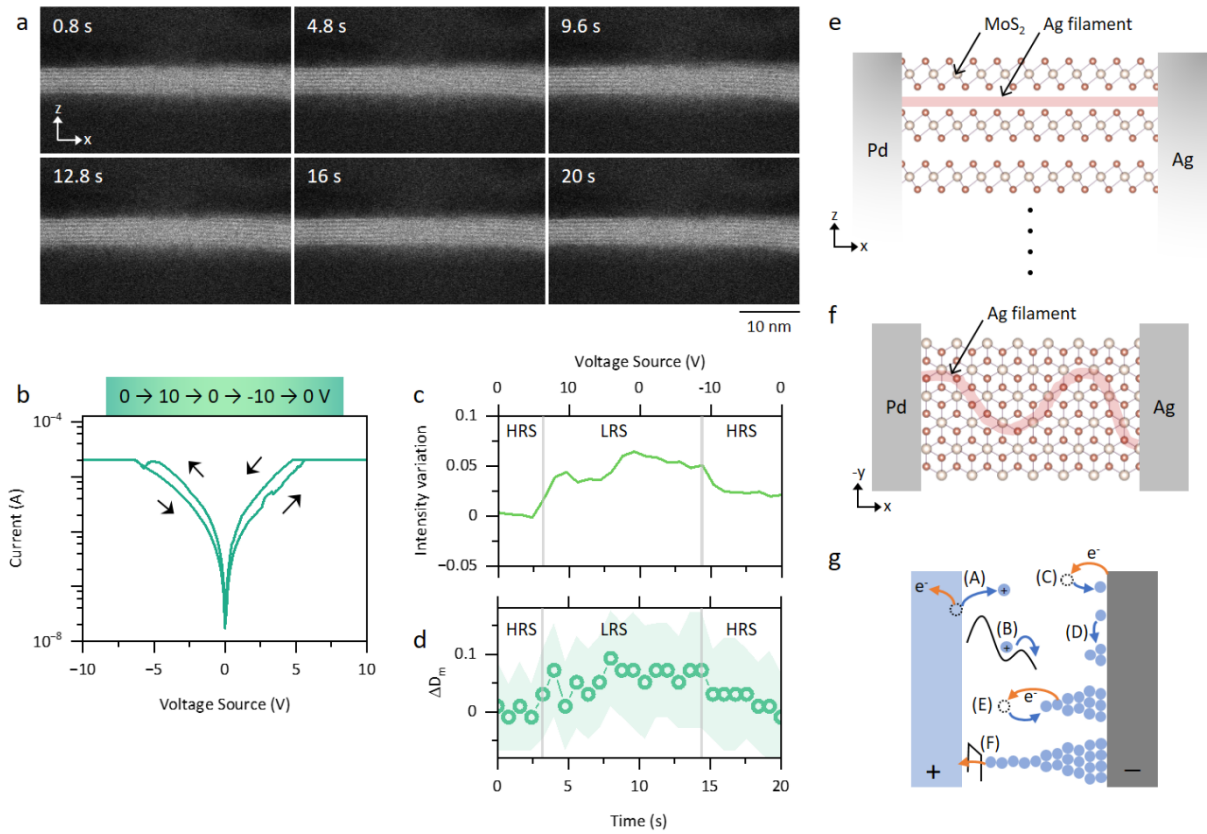 a
0.8 s
4.8 s
9.6 s
z
x
12.8 s
16 s
20 s
10 nm
b
0 → 10 → 0 → -10 → 0 V
10⁻⁴
Current (A)
10⁻⁸
−10 −5 0 5 10
Voltage Source (V)
c
Voltage Source (V)
0 10 0 -10 0
0.1
0.05
0
−0.05
Intensity variation
HRS LRS HRS
d
HRS LRS HRS
0.1
0
ΔDₘ
0 5 10 15 20
Time (s)
e
MoS₂ Ag filament
Pd
Ag
z
x
f
Ag filament
Pd
Ag
-y
x
g
e⁻
(A)
+
(C)
e⁻
(B)
+
(D)
(E)
e⁻
(F)
+
−